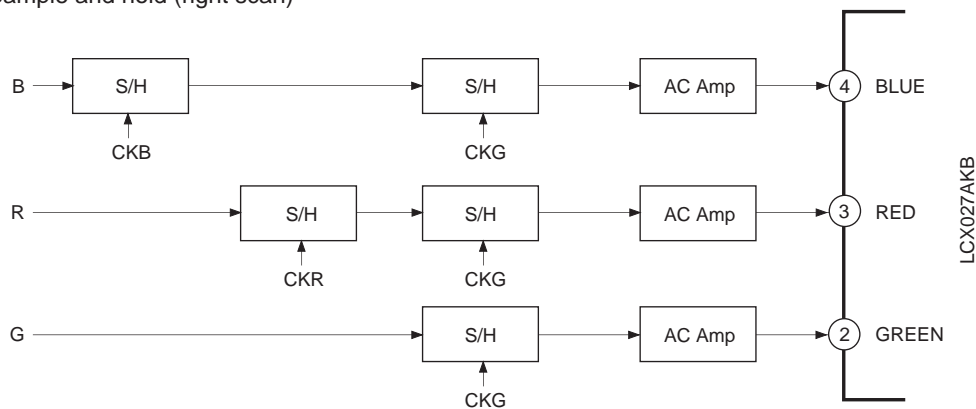 ample and hold (right scan)
B S/H S/H AC Amp 4 BLUE
CKB CKG
R S/H S/H AC Amp 3 RED
CKR CKG
G S/H AC Amp 2 GREEN
CKG
LCX027AKB